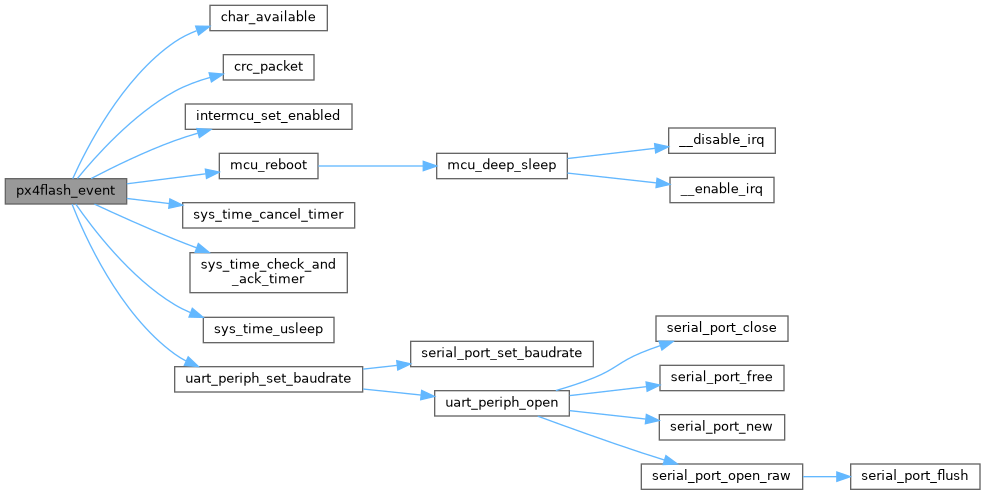 char_available
crc_packet
intermcu_set_enabled
mcu_reboot
mcu_deep_sleep
__disable_irq
__enable_irq
px4flash_event
sys_time_cancel_timer
sys_time_check_and
_ack_timer
sys_time_usleep
uart_periph_set_baudrate
serial_port_set_baudrate
uart_periph_open
serial_port_close
serial_port_free
serial_port_new
serial_port_open_raw
serial_port_flush